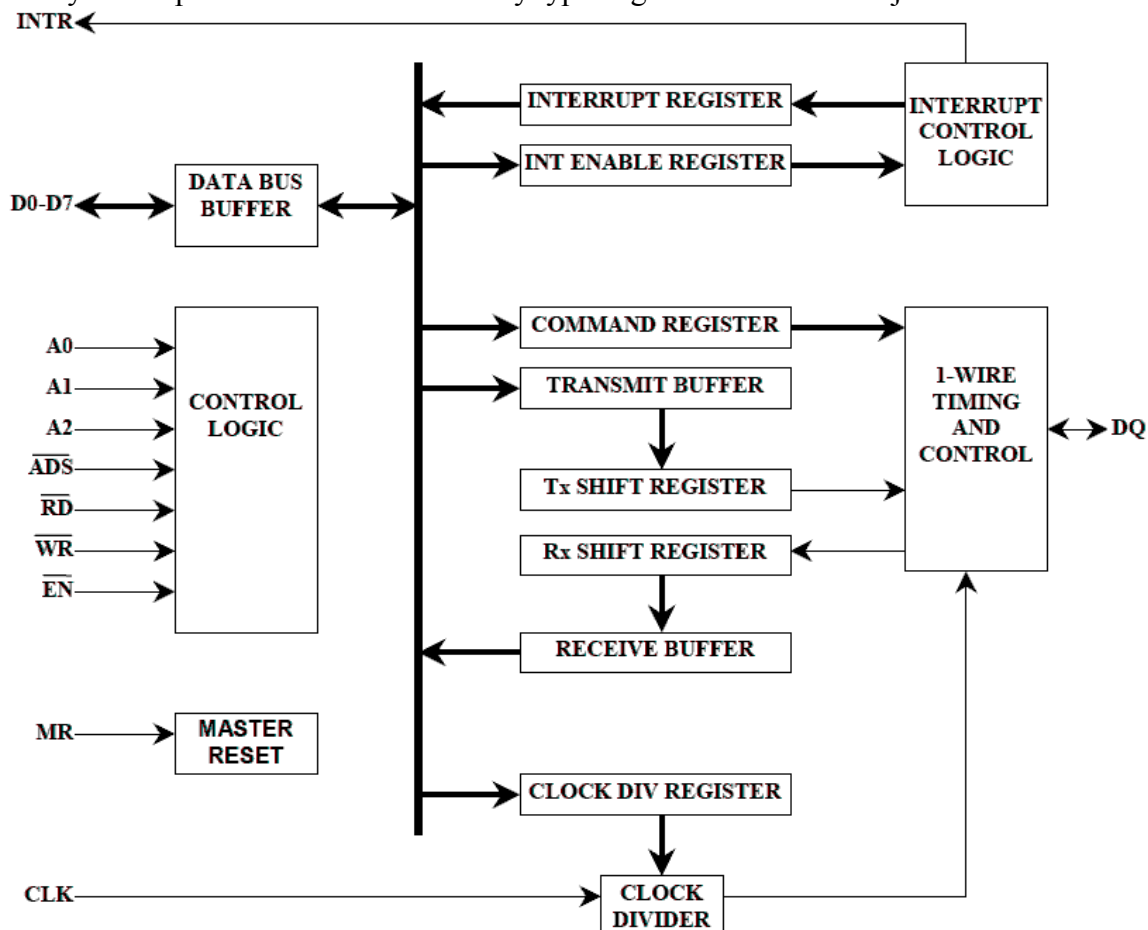 INTR
INTERRUPT REGISTER
INTERRUPT
CONTROL
LOGIC
INT ENABLE REGISTER
D0-D7
DATA BUS
BUFFER
COMMAND REGISTER
A0
A1
A2
ADS
RD
WR
EN
CONTROL
LOGIC
TRANSMIT BUFFER
1-WIRE
TIMING
AND
CONTROL
DQ
Tx SHIFT REGISTER
Rx SHIFT REGISTER
RECEIVE BUFFER
MR
MASTER
RESET
CLOCK DIV REGISTER
CLK
CLOCK
DIVIDER